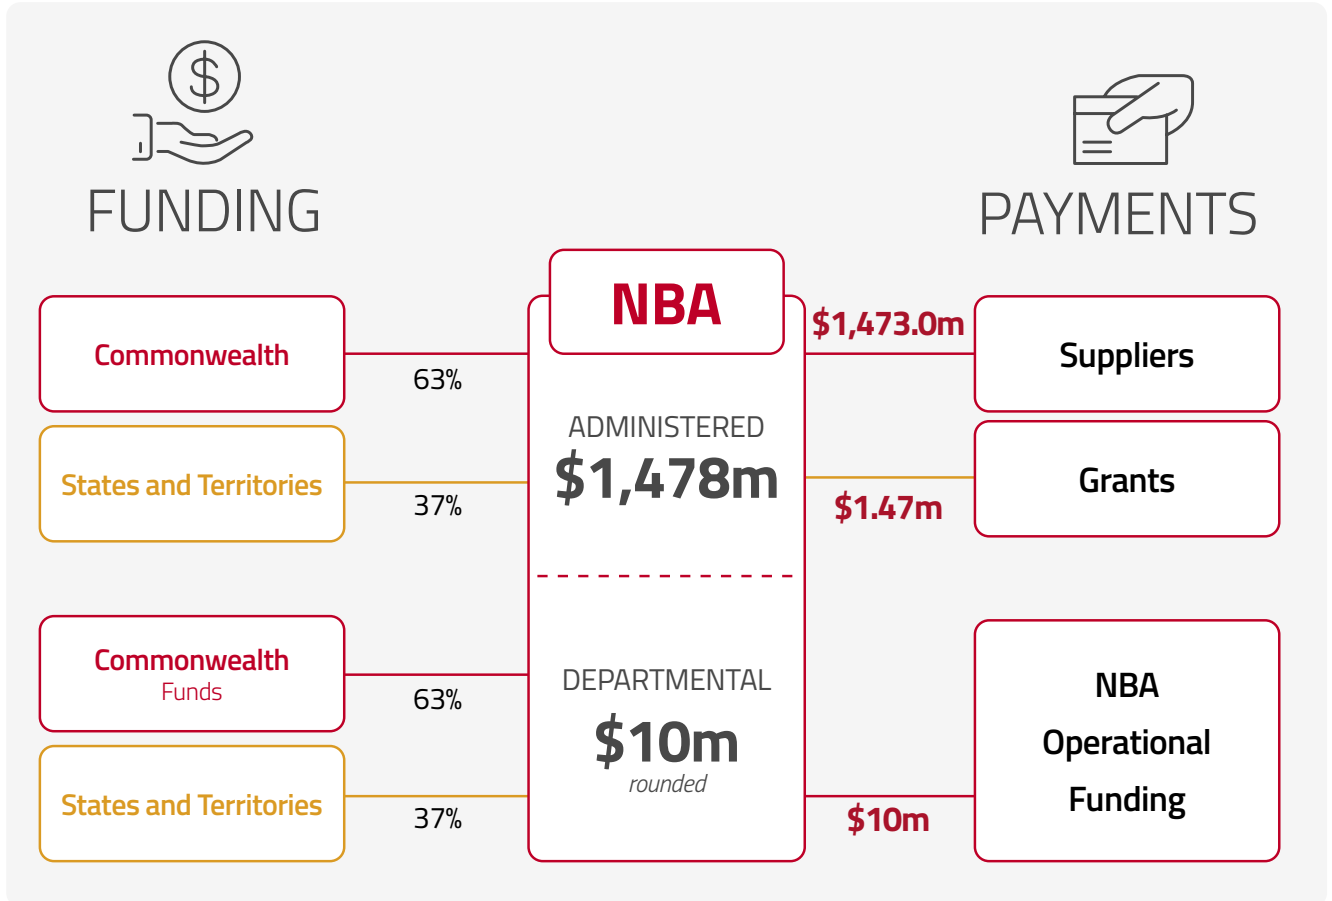 $
FUNDING
PAYMENTS
NBA
Commonwealth
63%
States and Territories
37%
ADMINISTERED
$1,478m
$1,473.0m
Suppliers
$1.47m
Grants
Commonwealth
Funds
63%
States and Territories
37%
DEPARTMENTAL
$10m
rounded
$10m
NBA
Operational
Funding